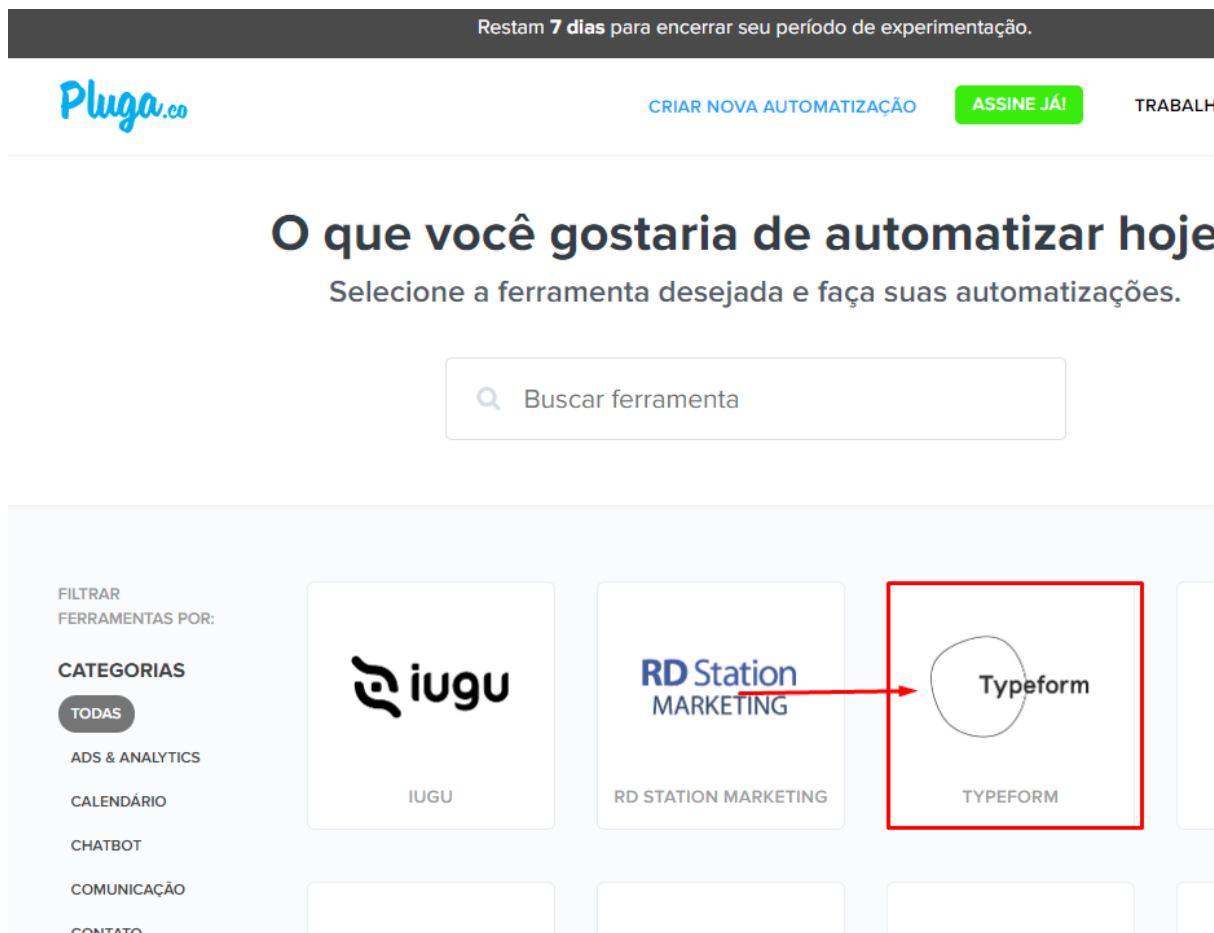 Restam 7 dias para encerrar seu período de experimentação.
Pluga.co
CRIAR NOVA AUTOMATIZAÇÃO
ASSINE JÁ!
TRABALH
O que você gostaria de automatizar hoje
Selecione a ferramenta desejada e faça suas automatizações.
Buscar ferramenta
FILTRAR
FERRAMENTAS POR:
CATEGORIAS
TODAS
ADS & ANALYTICS
CALENDÁRIO
CHATBOT
COMUNICAÇÃO
CONTATO
iugu
IUGU
RD Station
MARKETING
RD STATION MARKETING
Typeform
TYPEFORM